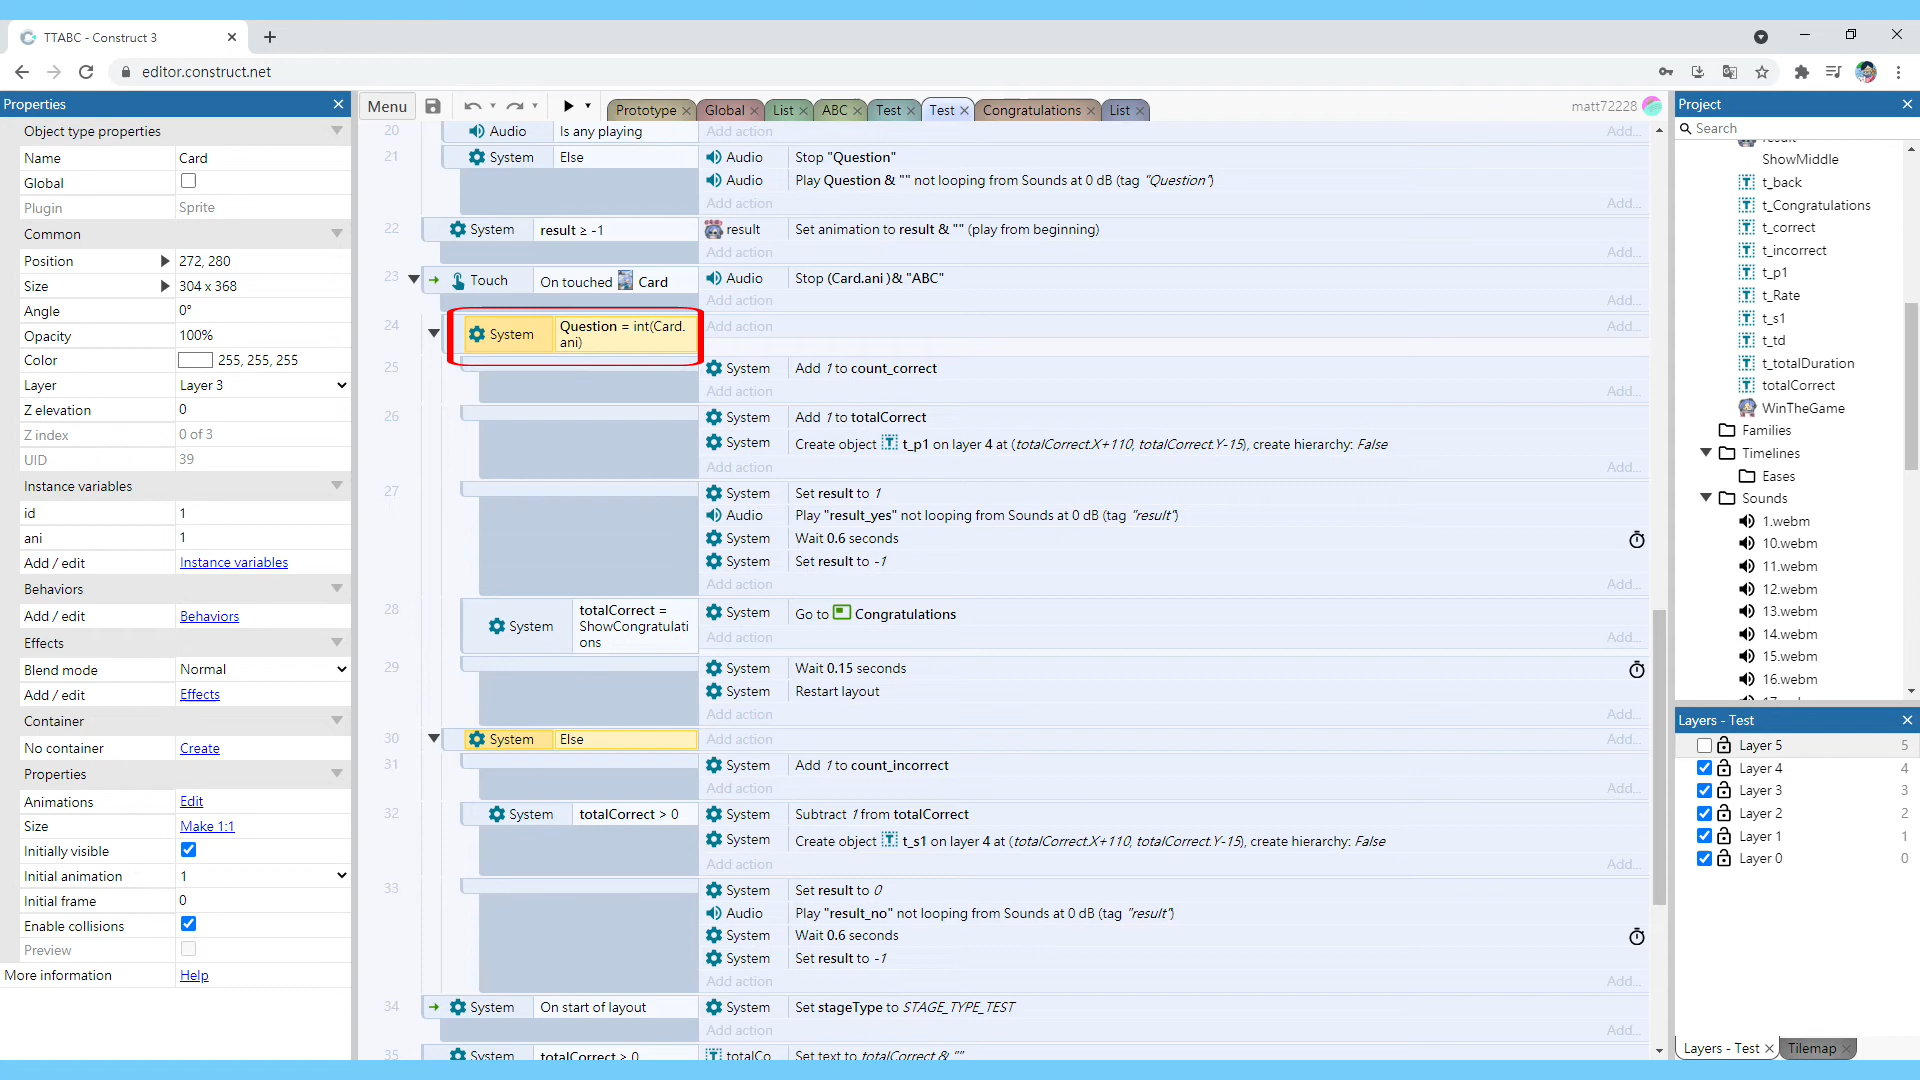 TTABC - Construct 3
editor.construct.net
Properties
Menu
Prototype
Global
List
ABC
Test
Test
Congratulations
List
matt72228
Project
Object type properties
Name Card
Global
Plugin Sprite
Common
Position 272, 280
Size 304 x 368
Angle 0°
Opacity 100%
Color 255, 255, 255
Layer Layer 3
Z elevation 0
Z index 0 of 3
UID 39
Instance variables
id 1
ani 1
Add / edit Instance variables
Behaviors
Add / edit Behaviors
Effects
Blend mode Normal
Add / edit Effects
Container
No container Create
Properties
Animations Edit
Size Make 1:1
Initially visible
Initial animation 1
Initial frame 0
Enable collisions
Preview
More information Help
20 Audio Is any playing Add action Add...
21 System Else Audio Stop "Question"
Audio Play Question & "" not looping from Sounds at 0 dB (tag "Question")
Add action Add...
22 System result ≥ -1 result Set animation to result & "" (play from beginning)
Add action Add...
23 Touch On touched Card Audio Stop (Card.ani )& "ABC"
Add action Add...
24 System Question = int(Card.
ani) Add action Add...
25 System Add 1 to count_correct
Add action Add...
26 System Add 1 to totalCorrect
System Create object t_p1 on layer 4 at (totalCorrect.X+110, totalCorrect.Y-15), create hierarchy: False
Add action Add...
27 System Set result to 1
Audio Play "result_yes" not looping from Sounds at 0 dB (tag "result")
System Wait 0.6 seconds
System Set result to -1
Add action Add...
28 System totalCorrect =
ShowCongratulati
ons System Go to Congratulations
Add action Add...
29 System Wait 0.15 seconds
System Restart layout
Add action Add...
30 System Else Add action Add...
31 System Add 1 to count_incorrect
Add action Add...
32 System totalCorrect > 0 System Subtract 1 from totalCorrect
System Create object t_s1 on layer 4 at (totalCorrect.X+110, totalCorrect.Y-15), create hierarchy: False
Add action Add...
33 System Set result to 0
Audio Play "result_no" not looping from Sounds at 0 dB (tag "result")
System Wait 0.6 seconds
System Set result to -1
Add action Add...
34 System On start of layout System Set stageType to STAGE_TYPE_TEST
Add action Add...
35 System totalCorrect > 0 totalCo Set text to totalCorrect & ""
Search
result
ShowMiddle
t_back
t_Congratulations
t_correct
t_incorrect
t_p1
t_Rate
t_s1
t_td
t_totalDuration
totalCorrect
WinTheGame
Families
Timelines
Eases
Sounds
1.webm
10.webm
11.webm
12.webm
13.webm
14.webm
15.webm
16.webm
17.webm
Layers - Test
Layer 5 5
Layer 4 4
Layer 3 3
Layer 2 2
Layer 1 1
Layer 0 0
Layers - Test
Tilemap